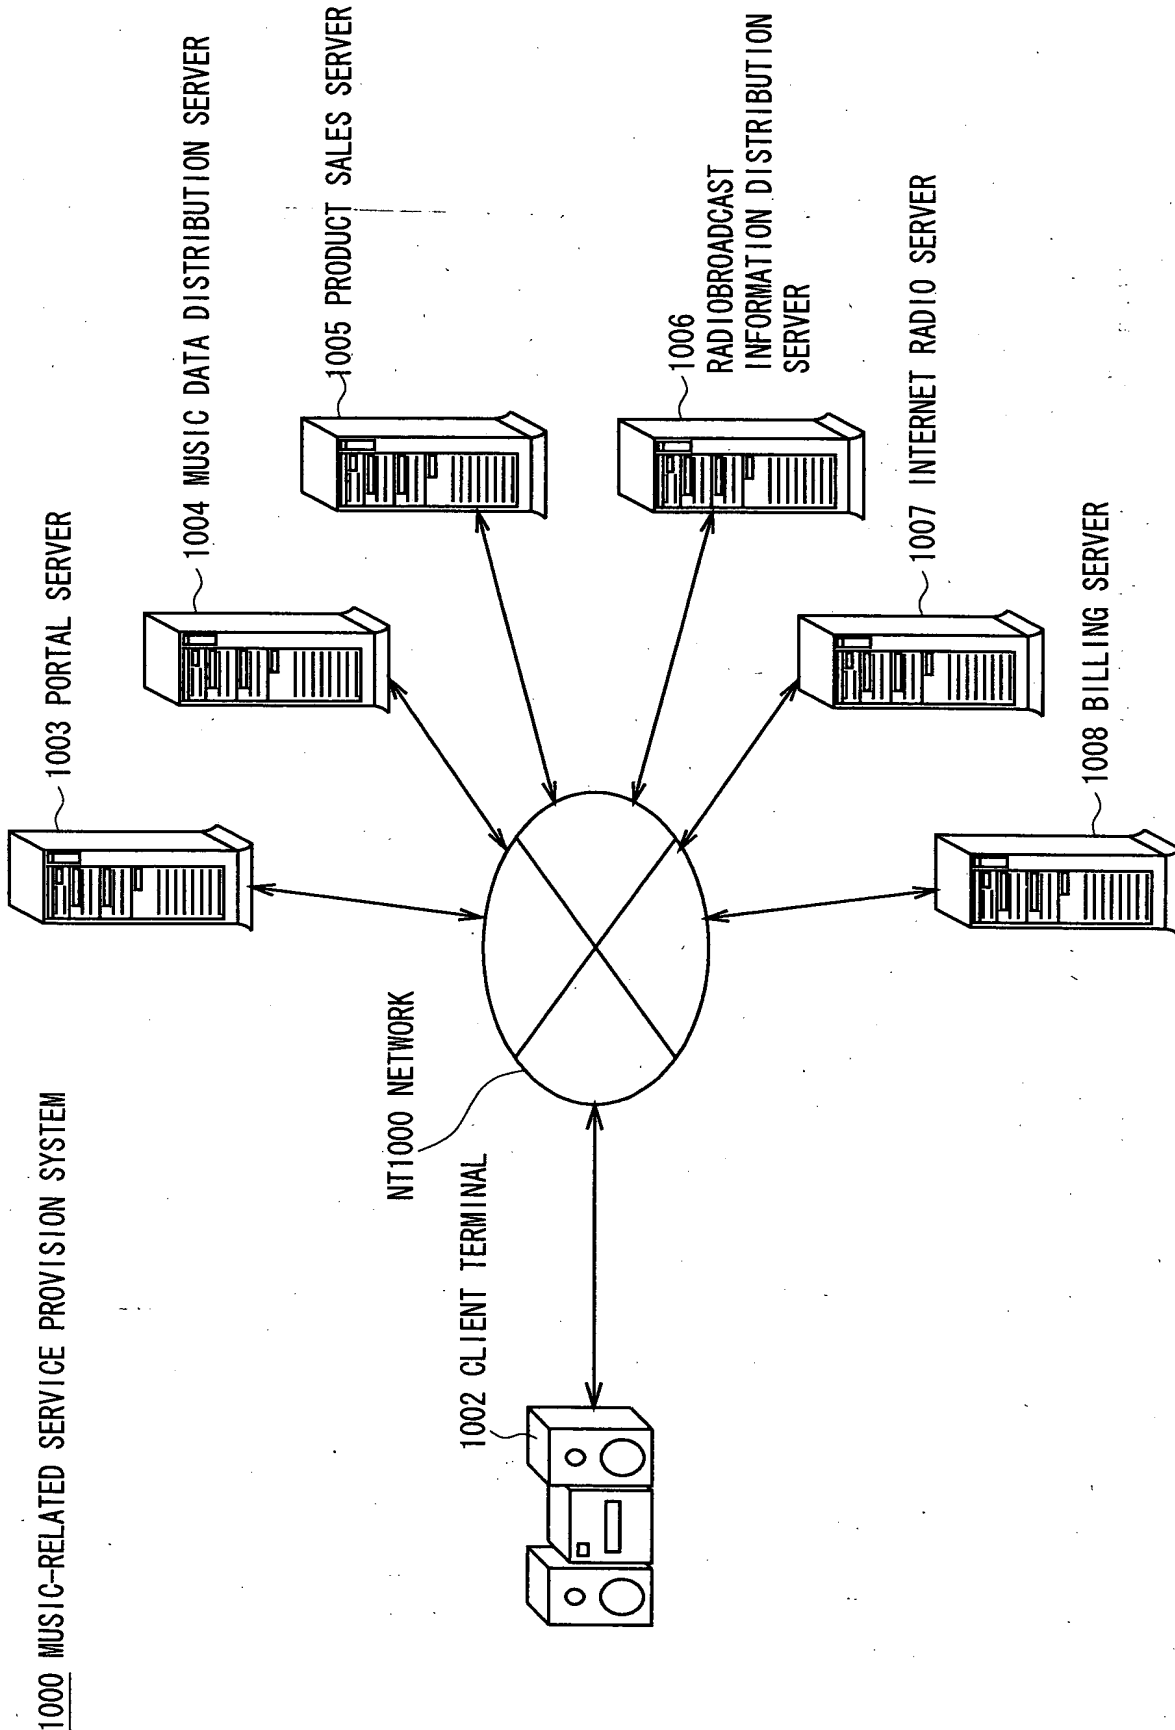 1000 MUSIC-RELATED SERVICE PROVISION SYSTEM
1003 PORTAL SERVER
1004 MUSIC DATA DISTRIBUTION SERVER
1005 PRODUCT SALES SERVER
NT1000 NETWORK
1002 CLIENT TERMINAL
1006
RADIOBROADCAST
INFORMATION DISTRIBUTION
SERVER
1007 INTERNET RADIO SERVER
1008 BILLING SERVER